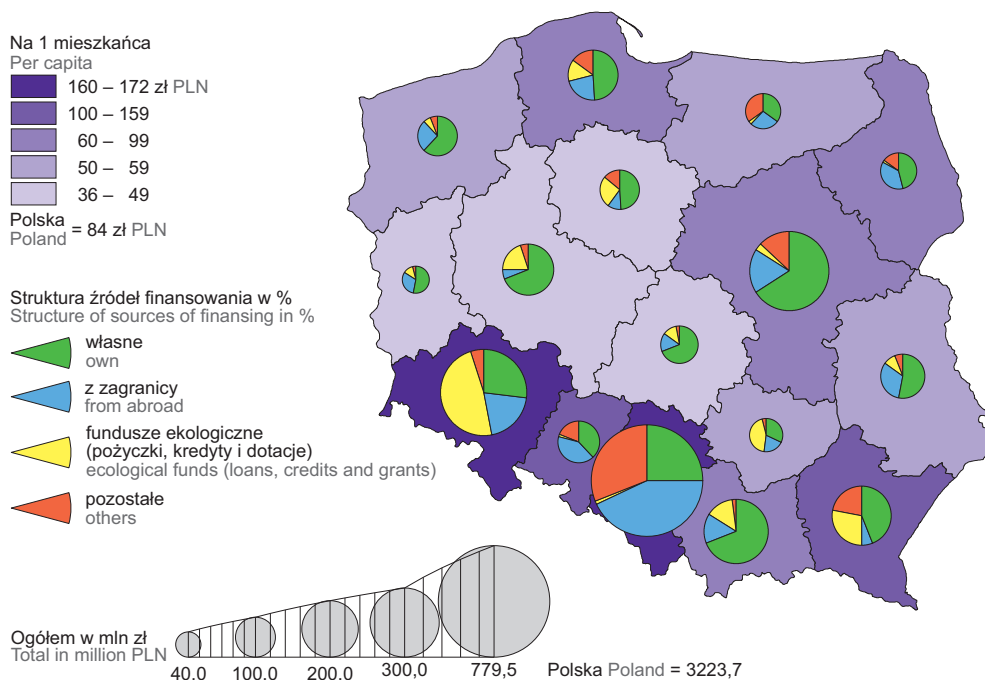 Na 1 mieszkańca
Per capita
160 – 172 zł PLN
100 – 159
60 – 99
50 – 59
36 – 49
Polska
Poland = 84 zł PLN
Struktura źródeł finansowania w %
Structure of sources of finansing in %
własne
own
z zagranicy
from abroad
fundusze ekologiczne
(pożyczki, kredyty i dotacje)
ecological funds (loans, credits and grants)
pozostałe
others
Ogółem w mln zł
Total in million PLN
40,0 100,0 200,0 300,0 779,5 Polska Poland = 3223,7